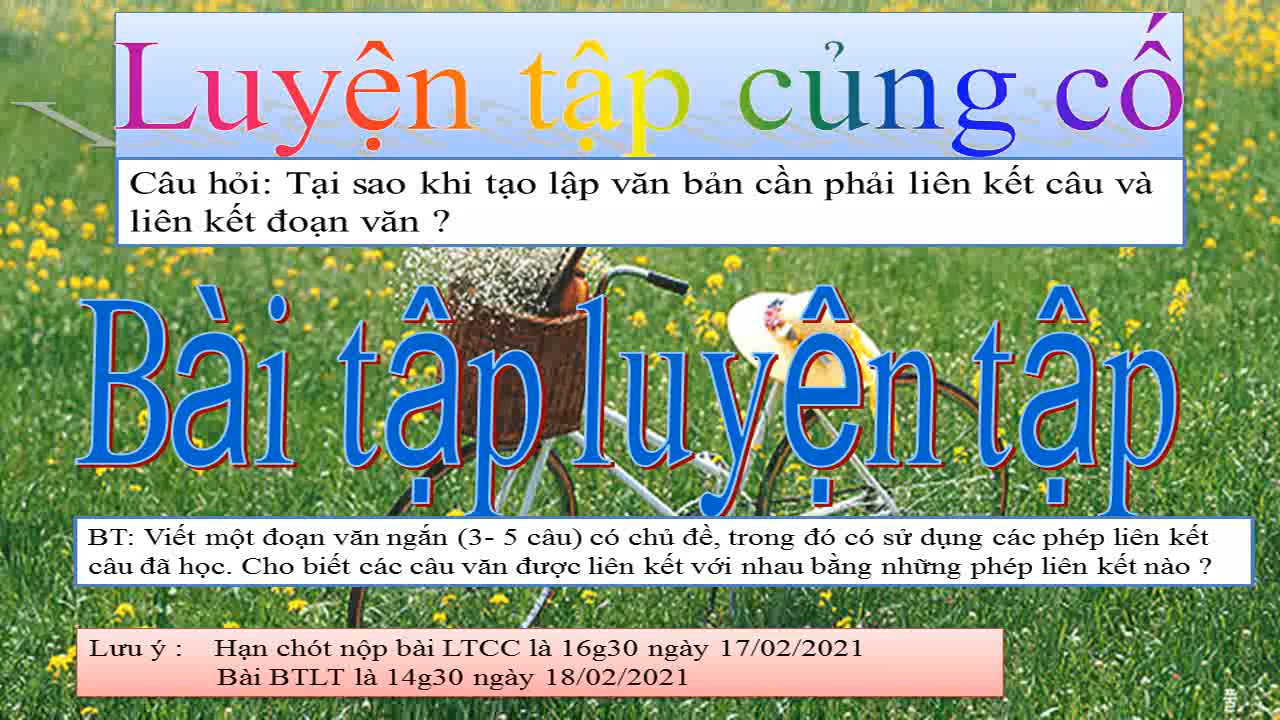 Luyện tập củng cố
Câu hỏi: Tại sao khi tạo lập văn bản cần phải liên kết câu và
liên kết đoạn văn ?
Bài tập luyện tập
BT: Viết một đoạn văn ngắn (3- 5 câu) có chủ đề, trong đó có sử dụng các phép liên kết
câu đã học. Cho biết các câu văn được liên kết với nhau bằng những phép liên kết nào ?
Lưu ý : Hạn chót nộp bài LTCC là 16g30 ngày 17/02/2021
Bài BTLT là 14g30 ngày 18/02/2021